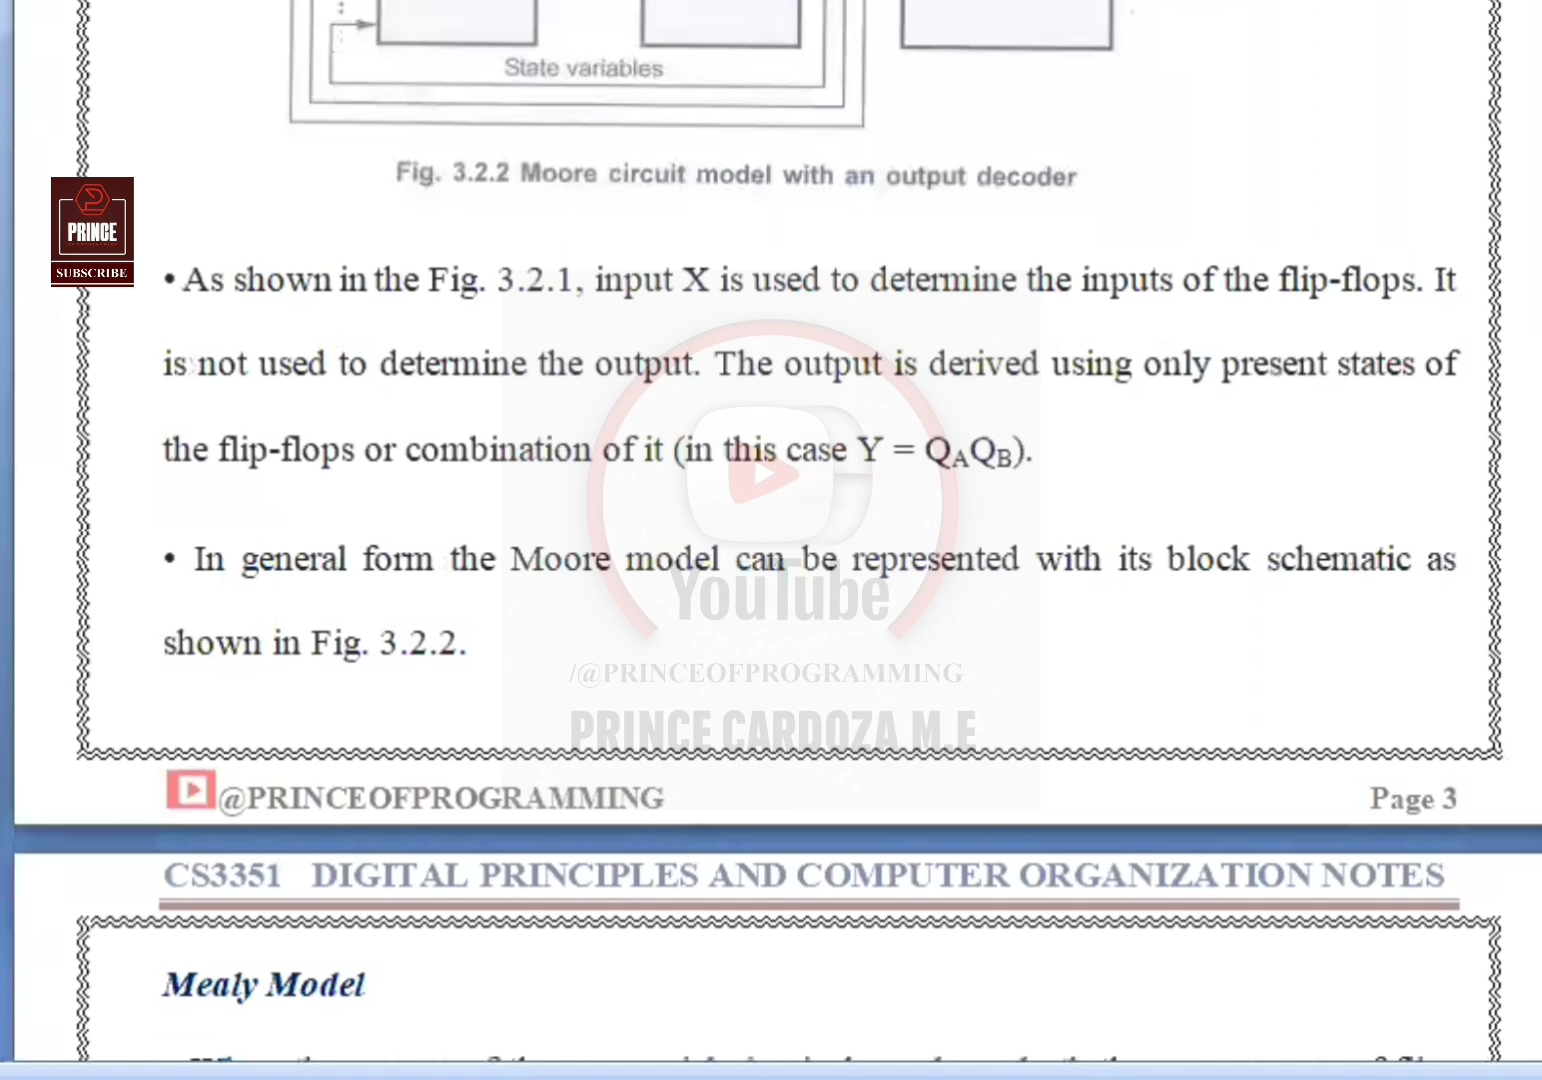 State variables
Fig. 3.2.2 Moore circuit model with an output decoder
PRINCE
SUBSCRIBE
• As shown in the Fig. 3.2.1, input X is used to determine the inputs of the flip-flops. It
is not used to determine the output. The output is derived using only present states of
the flip-flops or combination of it (in this case Y = QAQB).
• In general form the Moore model can be represented with its block schematic as
shown in Fig. 3.2.2.
YouTube
/@PRINCEOFPROGRAMMING
PRINCE CARDOZA M.E
@PRINCEOFPROGRAMMING
Page 3
CS3351 DIGITAL PRINCIPLES AND COMPUTER ORGANIZATION NOTES
Mealy Model